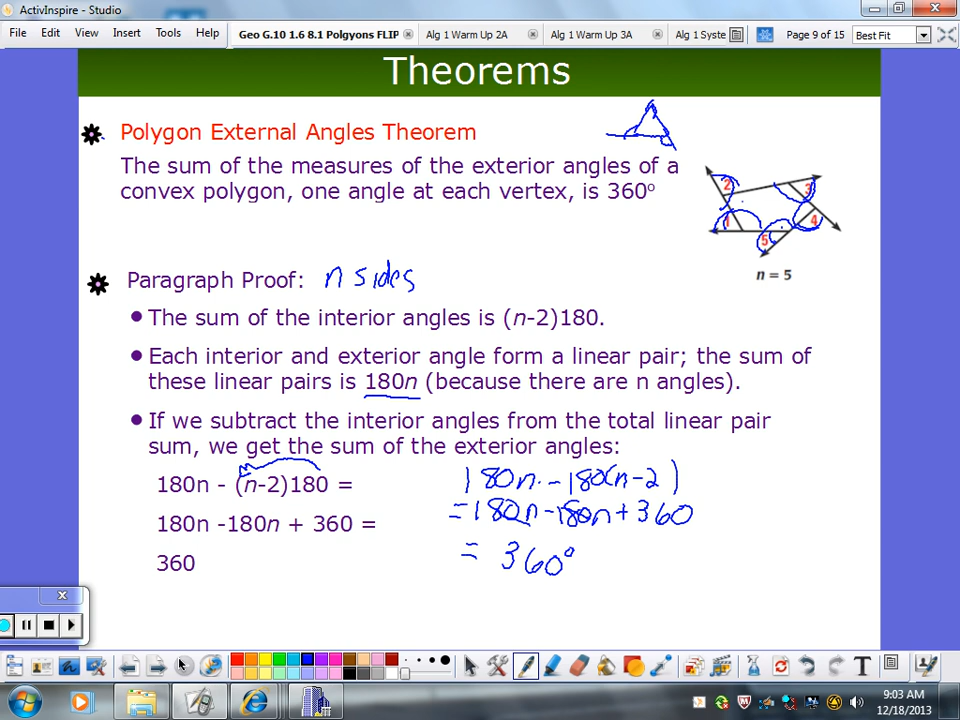 ActivInspire - Studio
File Edit View Insert Tools Help
Geo G.10 1.6 8.1 Polgyons FLIP
Alg 1 Warm Up 2A
Alg 1 Warm Up 3A
Alg 1 Syste
Page 9 of 15
Best Fit
Theorems
Polygon External Angles Theorem
The sum of the measures of the exterior angles of a
convex polygon, one angle at each vertex, is 360°
2
3
1
4
5
n = 5
Paragraph Proof: n sides
The sum of the interior angles is (n-2)180.
Each interior and exterior angle form a linear pair; the sum of
these linear pairs is 180n (because there are n angles).
If we subtract the interior angles from the total linear pair
sum, we get the sum of the exterior angles:
180n - (n-2)180 =
180n -180n + 360 =
360
180n - 180(n-2)
= 180n - 180n + 360
= 360°
T
9:03 AM
12/18/2013